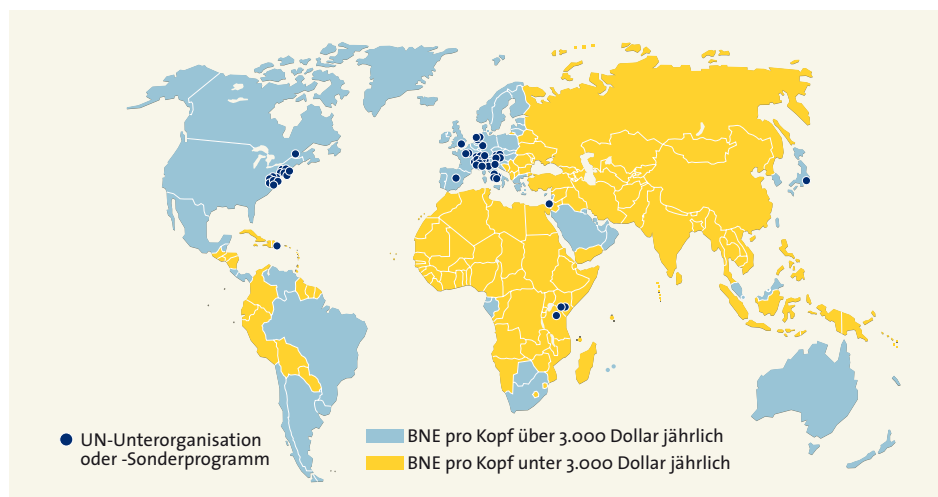 UN-Unterorganisation
oder -Sonderprogramm
BNE pro Kopf über 3.000 Dollar jährlich
BNE pro Kopf unter 3.000 Dollar jährlich